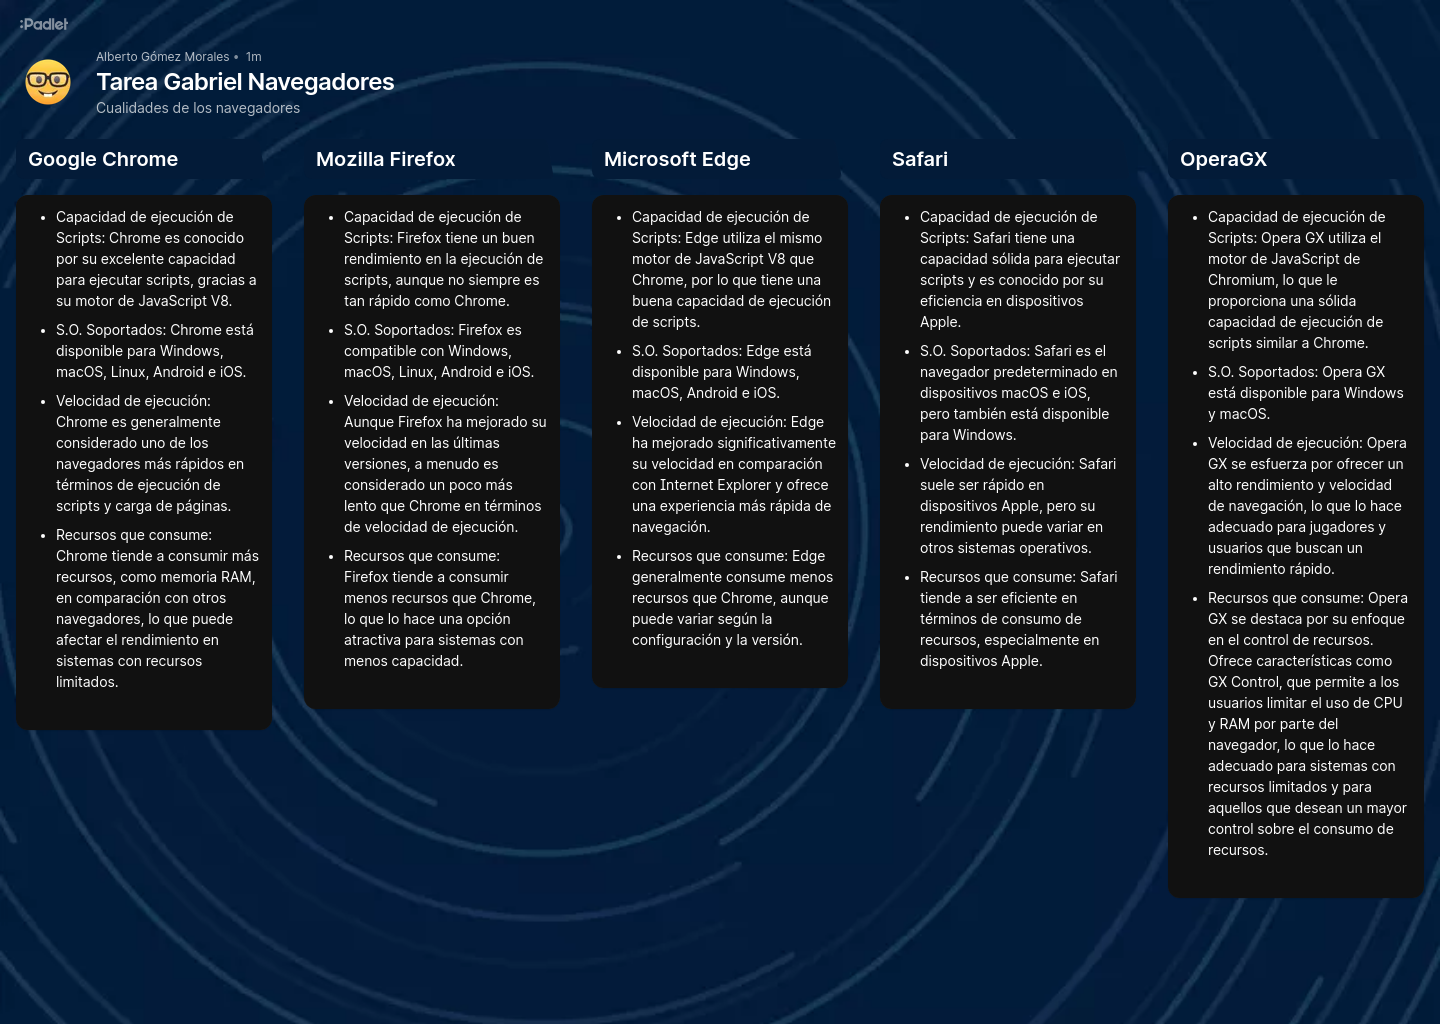 :Padlet
Alberto Gómez Morales • 1m
Tarea Gabriel Navegadores
Cualidades de los navegadores
Google Chrome
• Capacidad de ejecución de
Scripts: Chrome es conocido
por su excelente capacidad
para ejecutar scripts, gracias a
su motor de JavaScript V8.
• S.O. Soportados: Chrome está
disponible para Windows,
macOS, Linux, Android e iOS.
• Velocidad de ejecución:
Chrome es generalmente
considerado uno de los
navegadores más rápidos en
términos de ejecución de
scripts y carga de páginas.
• Recursos que consume:
Chrome tiende a consumir más
recursos, como memoria RAM,
en comparación con otros
navegadores, lo que puede
afectar el rendimiento en
sistemas con recursos
limitados.
Mozilla Firefox
• Capacidad de ejecución de
Scripts: Firefox tiene un buen
rendimiento en la ejecución de
scripts, aunque no siempre es
tan rápido como Chrome.
• S.O. Soportados: Firefox es
compatible con Windows,
macOS, Linux, Android e iOS.
• Velocidad de ejecución:
Aunque Firefox ha mejorado su
velocidad en las últimas
versiones, a menudo es
considerado un poco más
lento que Chrome en términos
de velocidad de ejecución.
• Recursos que consume:
Firefox tiende a consumir
menos recursos que Chrome,
lo que lo hace una opción
atractiva para sistemas con
menos capacidad.
Microsoft Edge
• Capacidad de ejecución de
Scripts: Edge utiliza el mismo
motor de JavaScript V8 que
Chrome, por lo que tiene una
buena capacidad de ejecución
de scripts.
• S.O. Soportados: Edge está
disponible para Windows,
macOS, Android e iOS.
• Velocidad de ejecución: Edge
ha mejorado significativamente
su velocidad en comparación
con Internet Explorer y ofrece
una experiencia más rápida de
navegación.
• Recursos que consume: Edge
generalmente consume menos
recursos que Chrome, aunque
puede variar según la
configuración y la versión.
Safari
• Capacidad de ejecución de
Scripts: Safari tiene una
capacidad sólida para ejecutar
scripts y es conocido por su
eficiencia en dispositivos
Apple.
• S.O. Soportados: Safari es el
navegador predeterminado en
dispositivos macOS e iOS,
pero también está disponible
para Windows.
• Velocidad de ejecución: Safari
suele ser rápido en
dispositivos Apple, pero su
rendimiento puede variar en
otros sistemas operativos.
• Recursos que consume: Safari
tiende a ser eficiente en
términos de consumo de
recursos, especialmente en
dispositivos Apple.
OperaGX
• Capacidad de ejecución de
Scripts: Opera GX utiliza el
motor de JavaScript de
Chromium, lo que le
proporciona una sólida
capacidad de ejecución de
scripts similar a Chrome.
• S.O. Soportados: Opera GX
está disponible para Windows
y macOS.
• Velocidad de ejecución: Opera
GX se esfuerza por ofrecer un
alto rendimiento y velocidad
de navegación, lo que lo hace
adecuado para jugadores y
usuarios que buscan un
rendimiento rápido.
• Recursos que consume: Opera
GX se destaca por su enfoque
en el control de recursos.
Ofrece características como
GX Control, que permite a los
usuarios limitar el uso de CPU
y RAM por parte del
navegador, lo que lo hace
adecuado para sistemas con
recursos limitados y para
aquellos que desean un mayor
control sobre el consumo de
recursos.